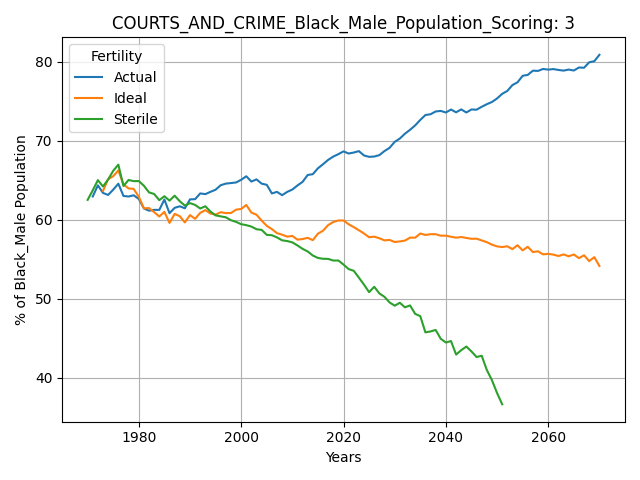 COURTS_AND_CRIME_Black_Male_Population_Scoring: 3
Fertility
Actual
Ideal
Sterile
% of Black_Male Population
80
70
60
50
40
1980
2000
2020
2040
2060
Years